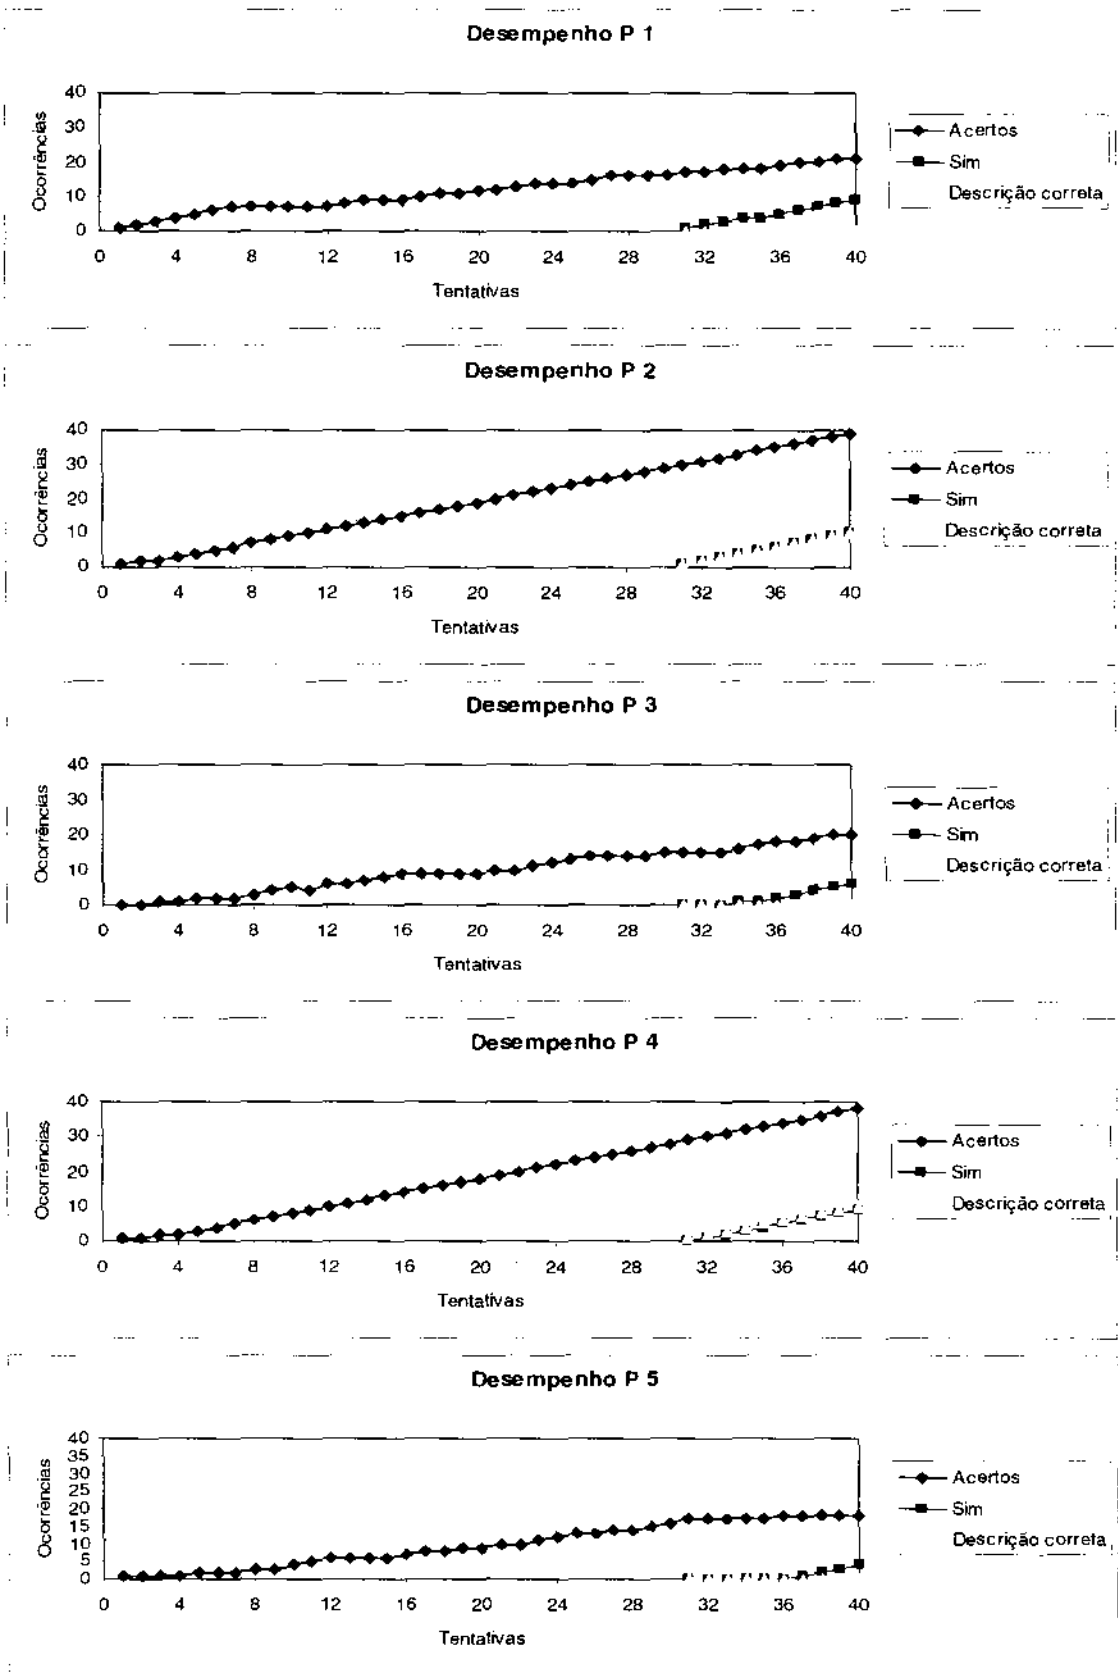 Desempenho P 1
40
30
20
10
0
Ocorrências
0 4 8 12 16 20 24 28 32 36 40
Tentativas
Acertos
Sim
Descrição correta
Desempenho P 2
40
30
20
10
0
Ocorrências
0 4 8 12 16 20 24 28 32 36 40
Tentativas
Acertos
Sim
Descrição correta
Desempenho P 3
40
30
20
10
0
Ocorrências
0 4 8 12 16 20 24 28 32 36 40
Tentativas
Acertos
Sim
Descrição correta
Desempenho P 4
40
30
20
10
0
Ocorrências
0 4 8 12 16 20 24 28 32 36 40
Tentativas
Acertos
Sim
Descrição correta
Desempenho P 5
40
35
30
25
20
15
10
5
0
Ocorrências
0 4 8 12 16 20 24 28 32 36 40
Tentativas
Acertos
Sim
Descrição correta